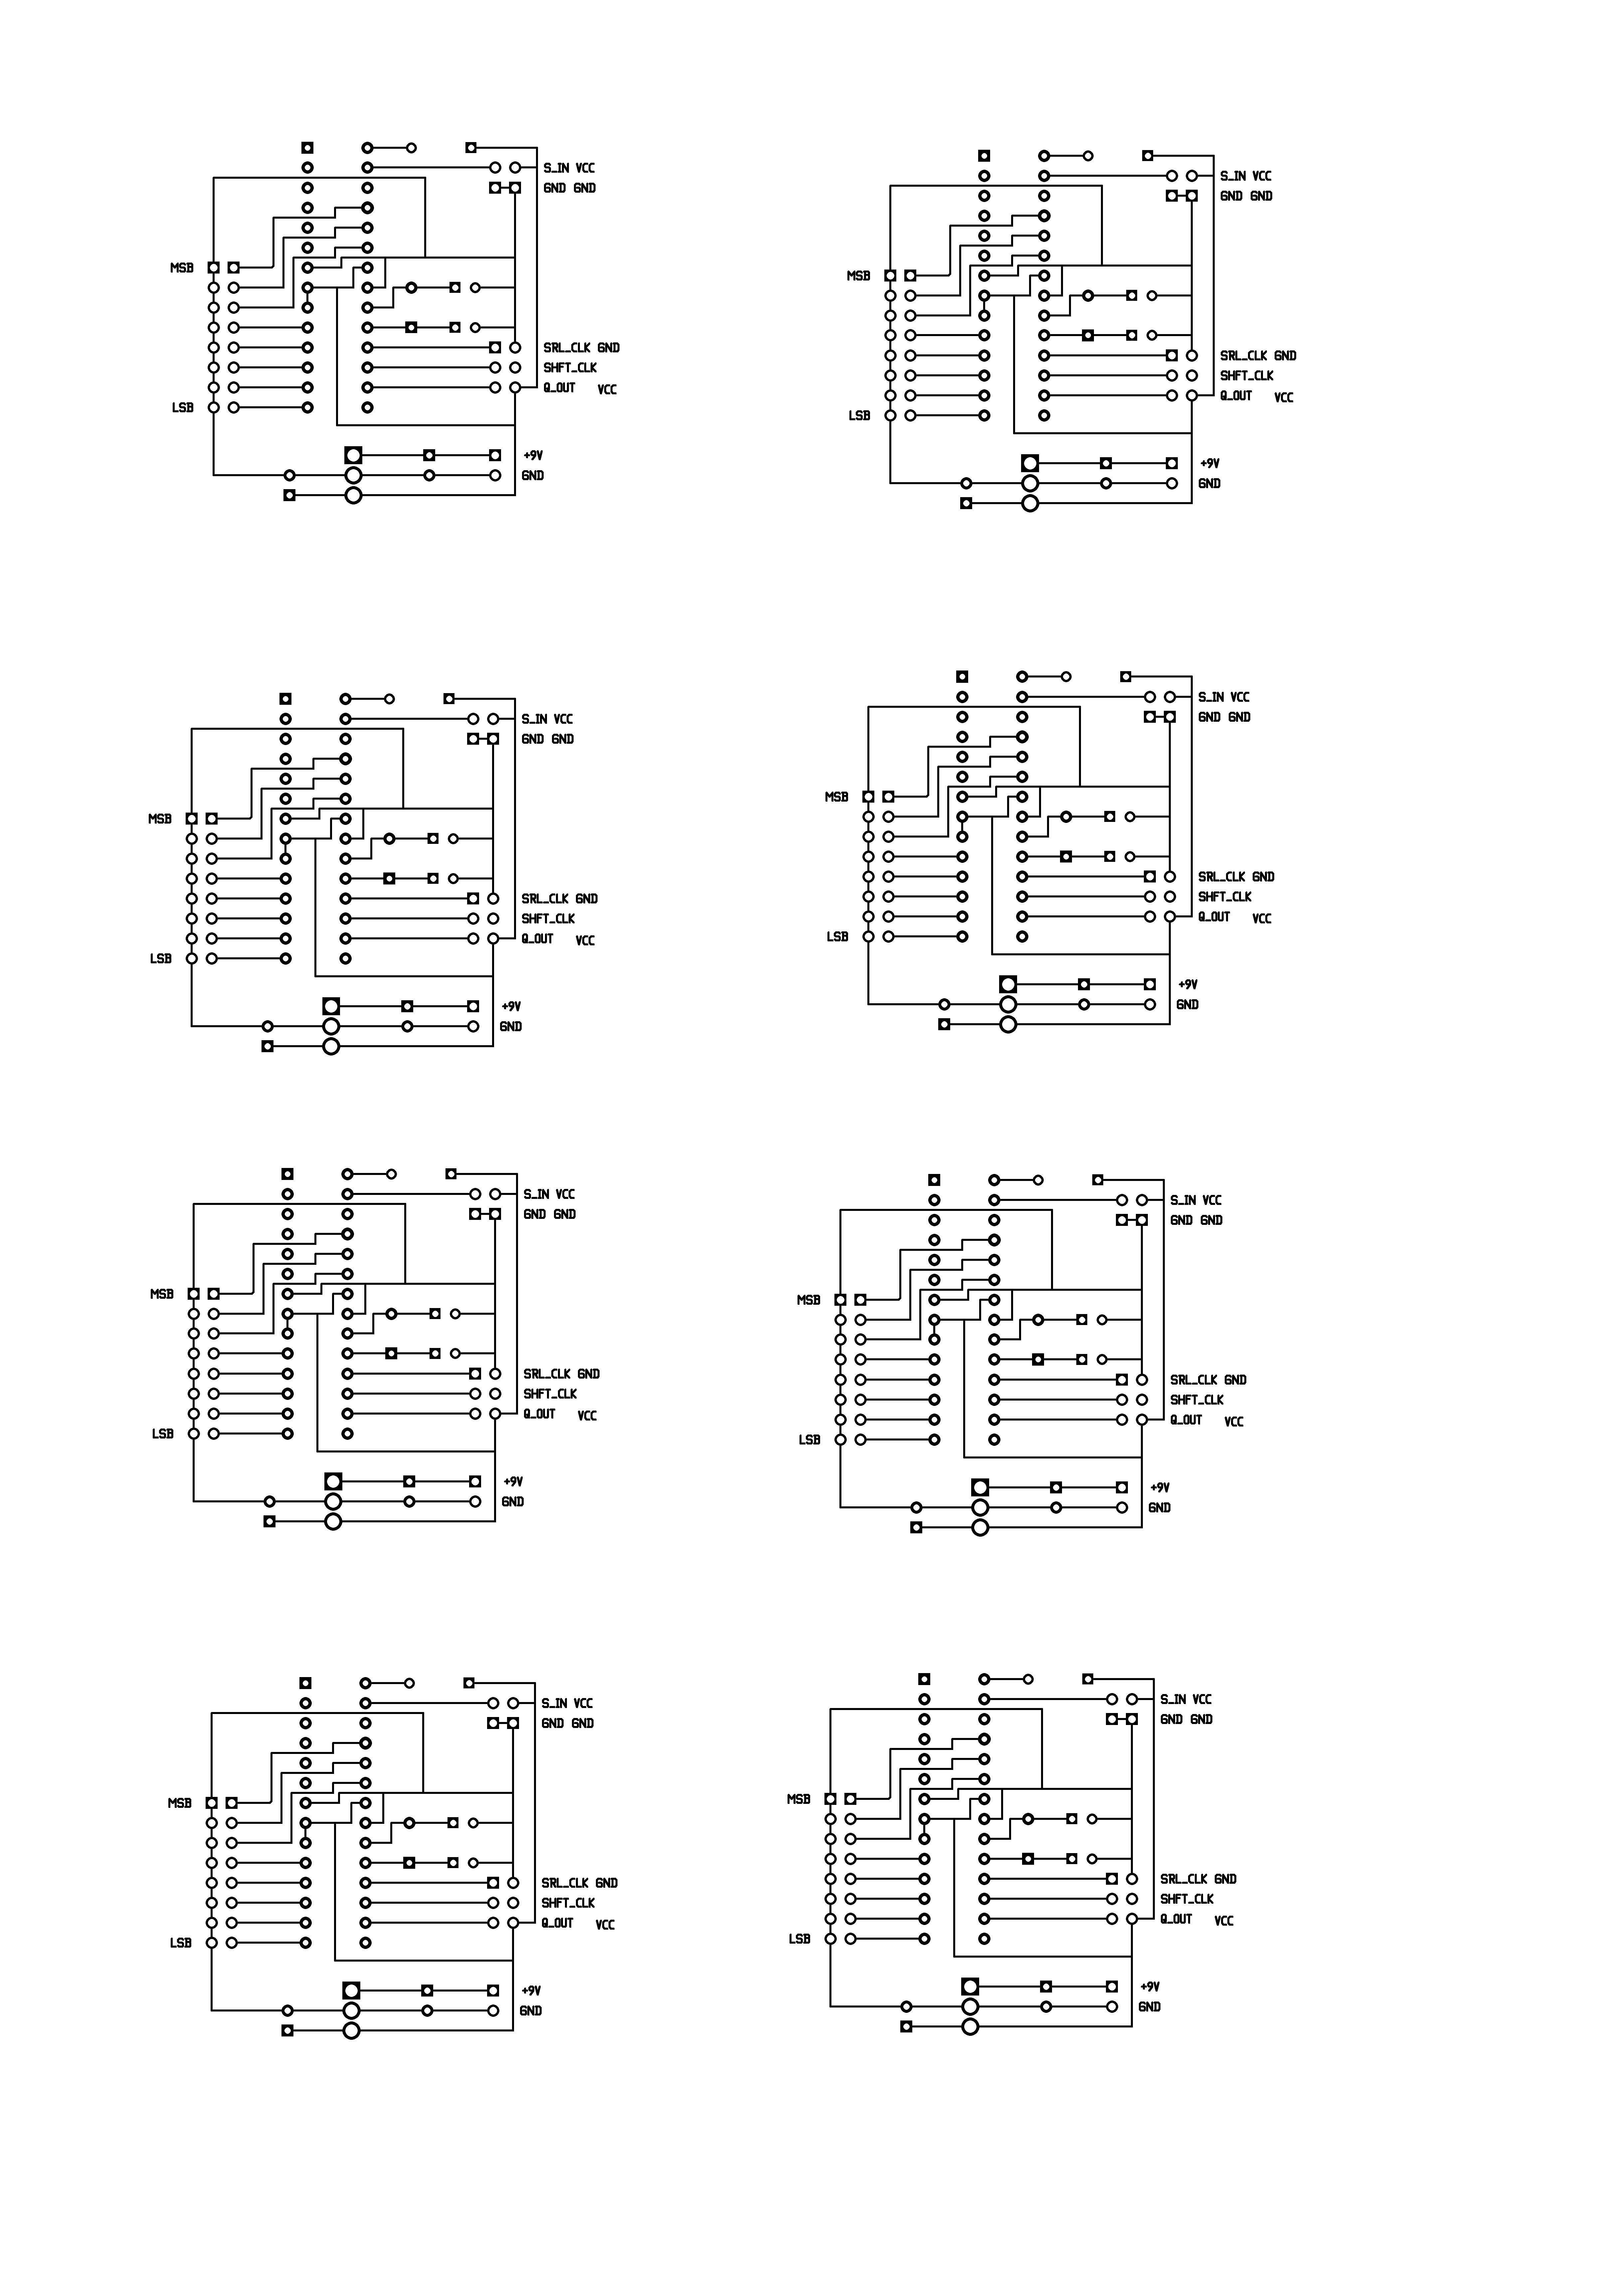 S_IN VCC
GND GND
MSB
SRL_CLK GND
SHFT_CLK
Q_OUT VCC
LSB
+9V
GND
S_IN VCC
GND GND
MSB
SRL_CLK GND
SHFT_CLK
Q_OUT VCC
LSB
+9V
GND
S_IN VCC
GND GND
MSB
SRL_CLK GND
SHFT_CLK
Q_OUT VCC
LSB
+9V
GND
S_IN VCC
GND GND
MSB
SRL_CLK GND
SHFT_CLK
Q_OUT VCC
LSB
+9V
GND
S_IN VCC
GND GND
MSB
SRL_CLK GND
SHFT_CLK
Q_OUT VCC
LSB
+9V
GND
S_IN VCC
GND GND
MSB
SRL_CLK GND
SHFT_CLK
Q_OUT VCC
LSB
+9V
GND
S_IN VCC
GND GND
MSB
SRL_CLK GND
SHFT_CLK
Q_OUT VCC
LSB
+9V
GND
S_IN VCC
GND GND
MSB
SRL_CLK GND
SHFT_CLK
Q_OUT VCC
LSB
+9V
GND